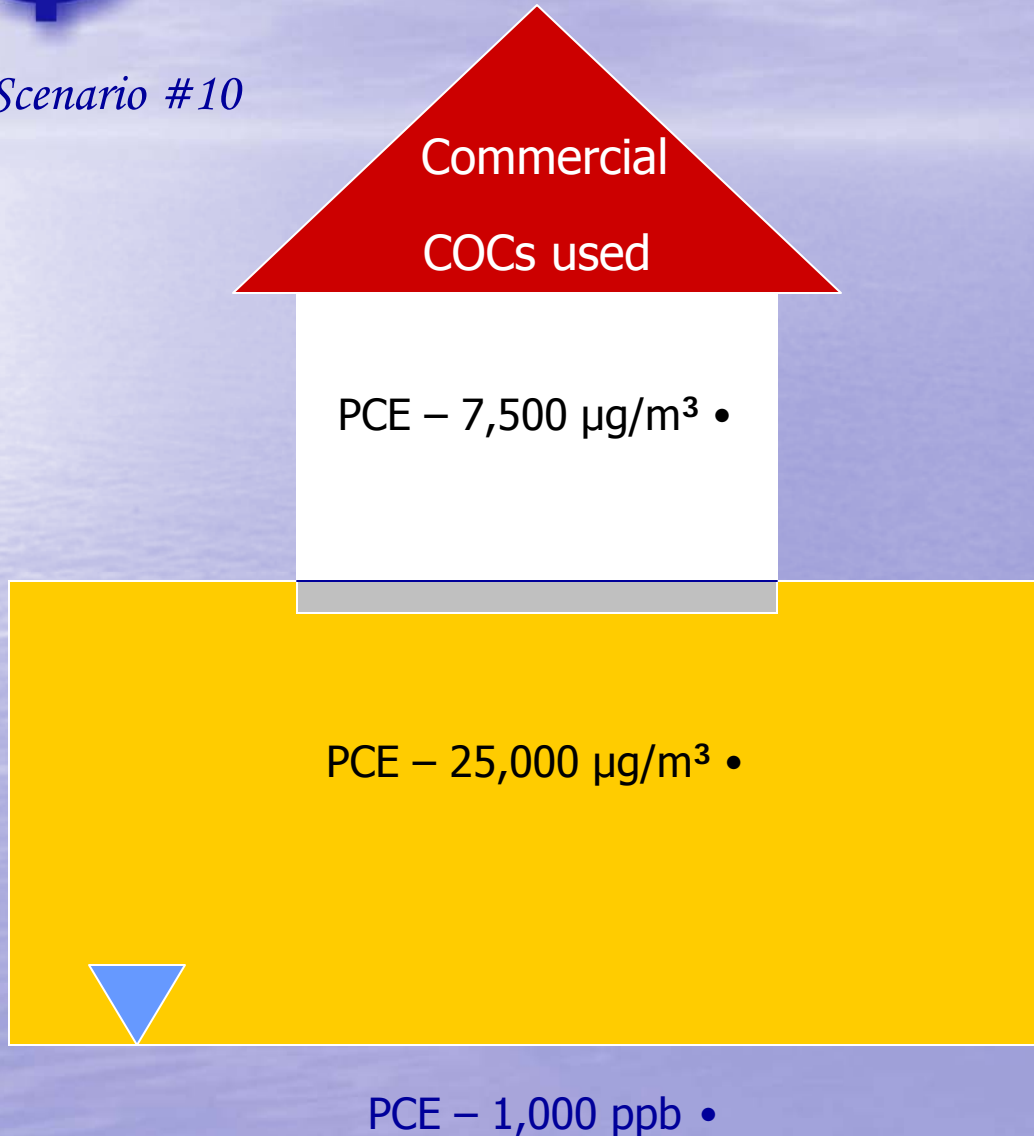 Scenario #10
Commercial
COCs used
PCE – 7,500 µg/m³ •
PCE – 25,000 µg/m³ •
PCE – 1,000 ppb •